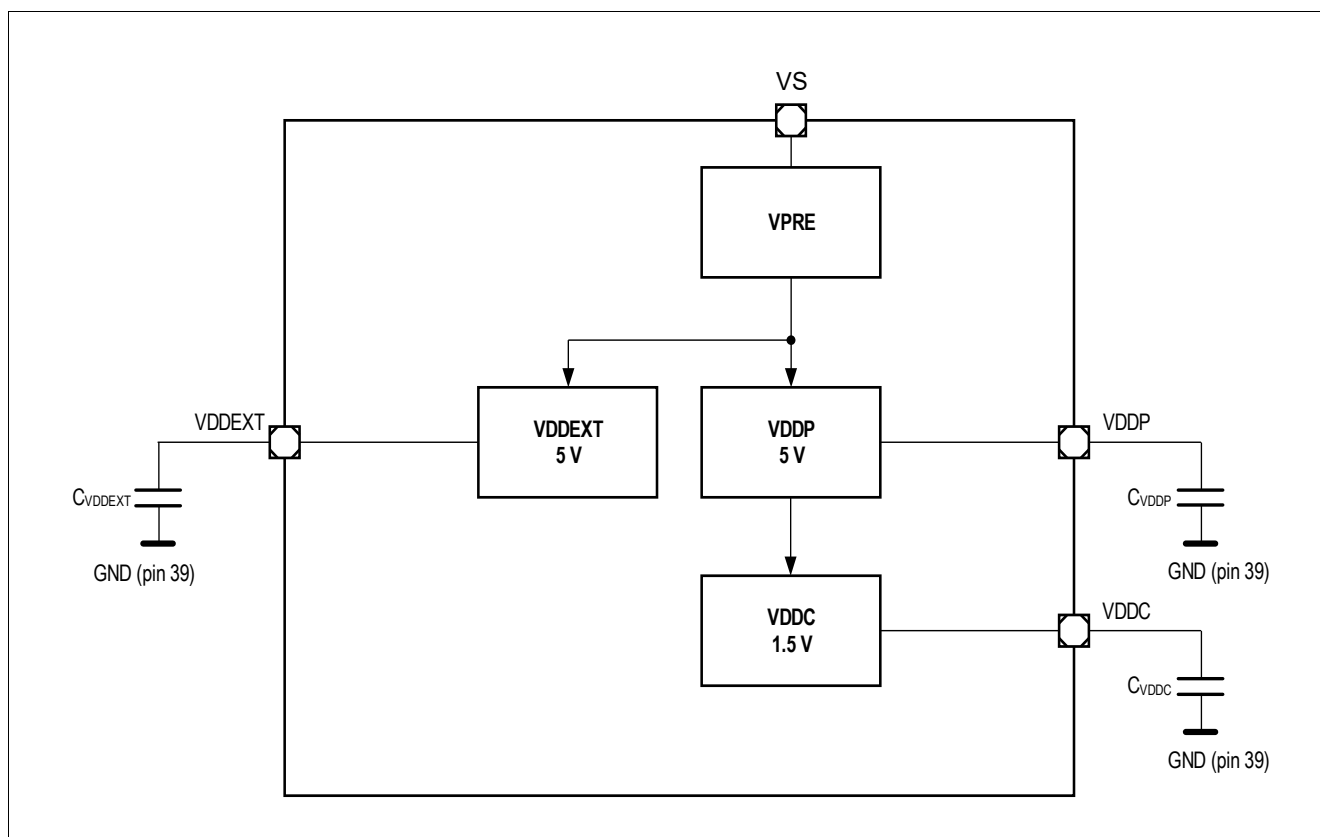 VS
VPRE
VDDEXT
VDDEXT
5 V
VDDP
5 V
VDDP
CVDDEXT
CVDDP
GND (pin 39)
GND (pin 39)
VDDC
1.5 V
VDDC
CVDDC
GND (pin 39)